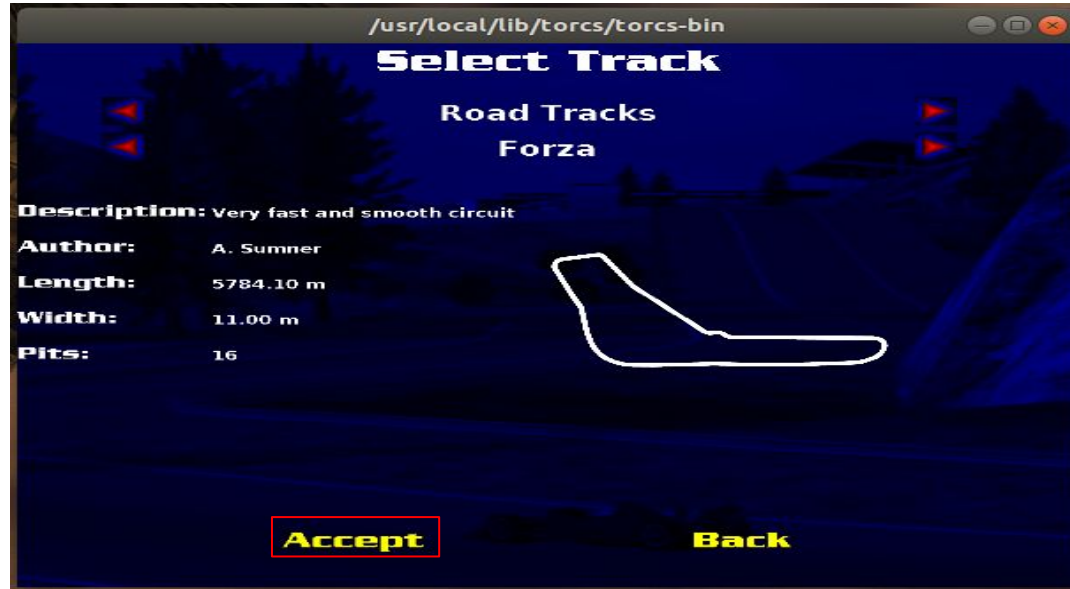 /usr/local/lib/torcs/torcs-bin
Select Track
Road Tracks
Forza
Description: Very fast and smooth circuit
Author: A. Sumner
Length: 5784.10 m
Width: 11.00 m
Pits: 16
Accept Back